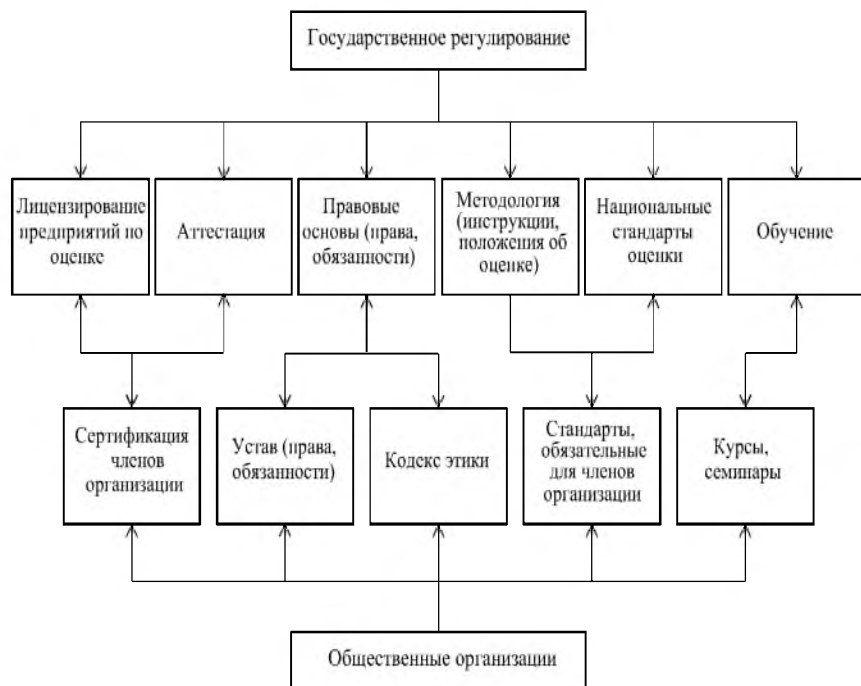 Государственное регулирование
Лицензирование
предприятий по
оценке
Аттестация
Правовые
основы (права,
обязанности)
Методология
(инструкции,
положения об
оценке)
Национальные
стандарты
оценки
Обучение
Сертификация
членов
организации
Устав (права,
обязанности)
Кодекс этики
Стандарты,
обязательные
для членов
организации
Курсы,
семинары
Общественные организации